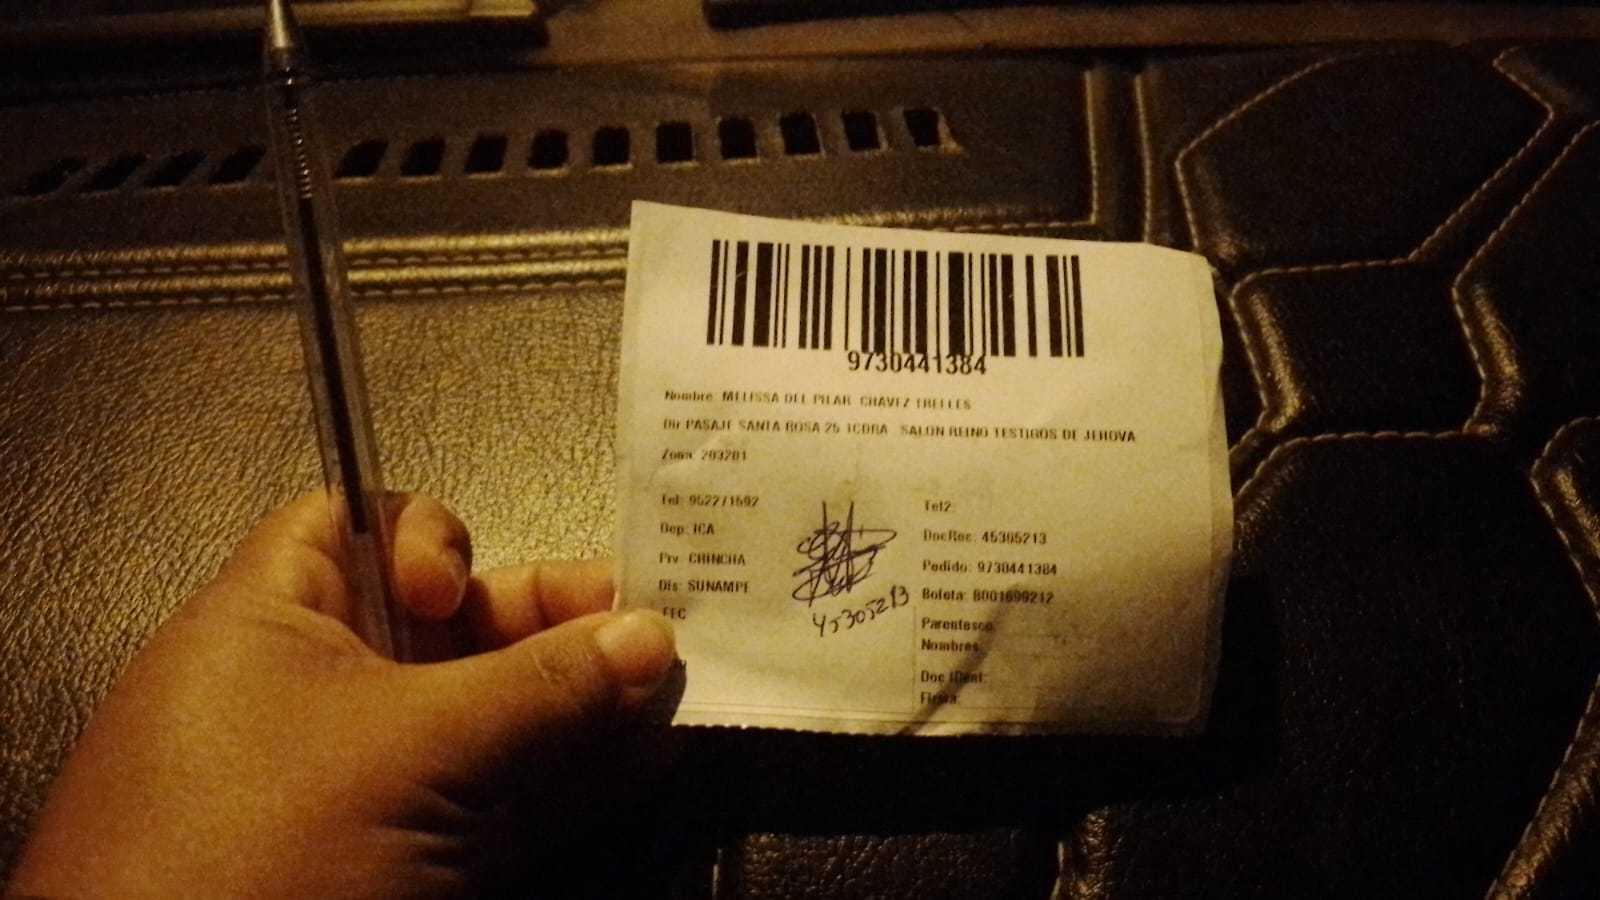 9730441384
Nombre: MELISSA DEL PILAR CHAVEZ TRELLES
Dir PASAJE SANTA ROSA 25 1CDRA SALON REINO TESTIGOS DE JEHOVA
Zona: 203201
Tel: 952271592
Tel2:
Dep: ICA
DocRec: 45305213
Prv: CHINCHA
Pedido: 9730441384
Dis: SUNAMPE
Boleta: B001699212
45305213
FEC
Parentesco:
Nombres:
Doc IDent:
Firma: